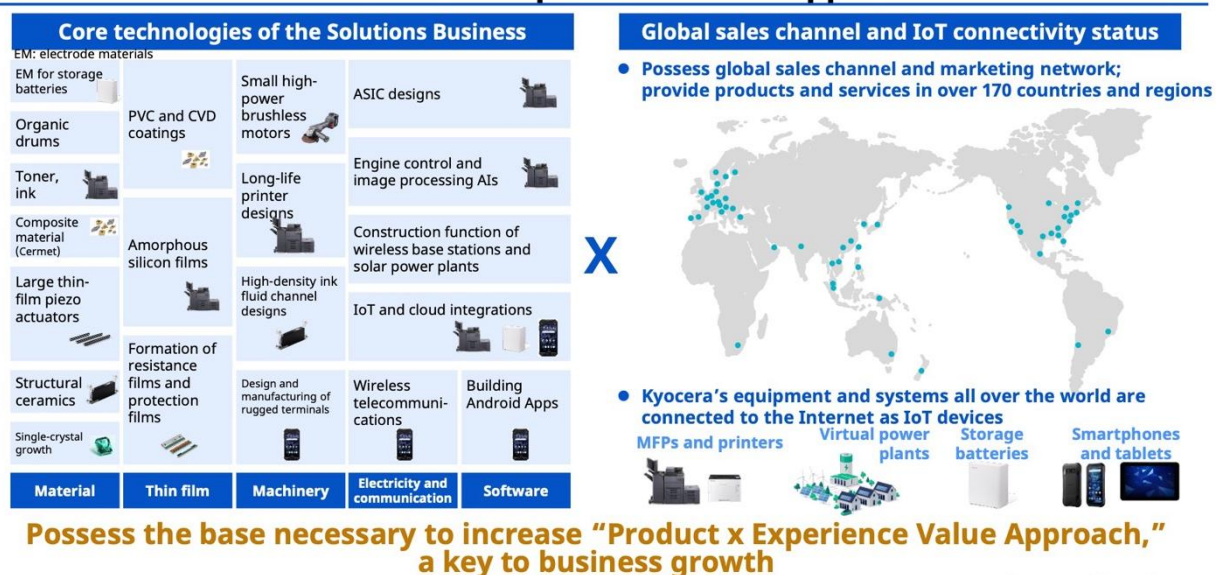 Core technologies of the Solutions Business
EM: electrode materials
EM for storage
batteries
Organic
drums
Toner,
ink
Composite
material
(Cermet)
Large thin-
film piezo
actuators
Structural
ceramics
Single-crystal
growth
Material
PVC and CVD
coatings
Amorphous
silicon films
Formation of
resistance
films and
protection
films
Thin film
Small high-
power
brushless
motors
Long-life
printer
designs
High-density ink
fluid channel
designs
Design and
manufacturing of
rugged terminals
Machinery
ASIC designs
Engine control and
image processing AIs
Construction function of
wireless base stations and
solar power plants
IoT and cloud integrations
Wireless
telecommuni-
cations
Electricity and
communication
Building
Android Apps
Software
X
Global sales channel and IoT connectivity status
● Possess global sales channel and marketing network;
provide products and services in over 170 countries and regions
● Kyocera's equipment and systems all over the world are
connected to the Internet as IoT devices
MFPs and printers
Virtual power
plants
Storage
batteries
Smartphones
and tablets
Possess the base necessary to increase "Product x Experience Value Approach,"
a key to business growth